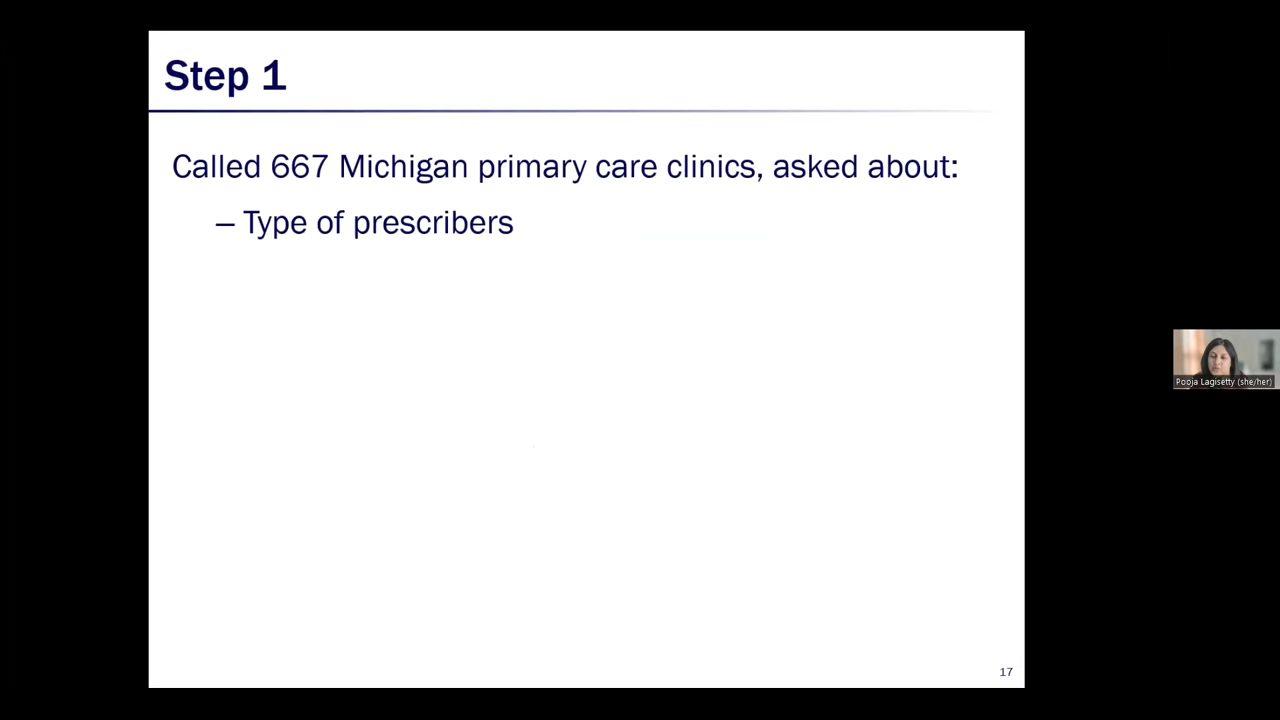 Step 1
Called 667 Michigan primary care clinics, asked about:
– Type of prescribers
Pooja Lagisetty (she/her)
17